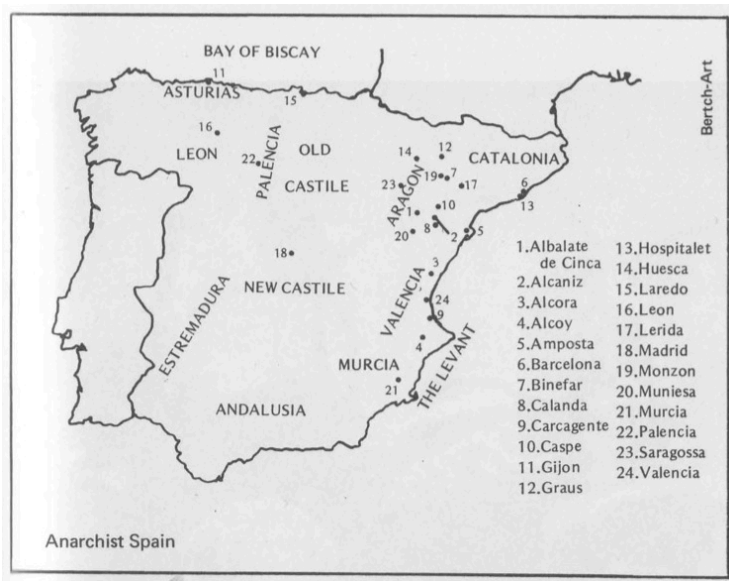 BAY OF BISCAY
11
ASTURIAS
15
16
LEON
22
PALENCIA
OLD
CASTILE
14
12
CATALONIA
19
7
23
17
6
13
ARAGON
10
1
8
20
2
5
18
NEW CASTILE
3
ESTREMADURA
VALENCIA
24
9
4
MURCIA
21
THE LEVANT
ANDALUSIA
1.Albalate
de Cinca
2.Alcaniz
3.Alcora
4.Alcoy
5.Amposta
6.Barcelona
7.Binefar
8.Calanda
9.Carcagente
10.Caspe
11.Gijon
12.Graus
13.Hospitalet
14.Huesca
15.Laredo
16.Leon
17.Lerida
18.Madrid
19.Monzon
20.Muniesa
21.Murcia
22.Palencia
23.Saragossa
24.Valencia
Bertch-Art
Anarchist Spain